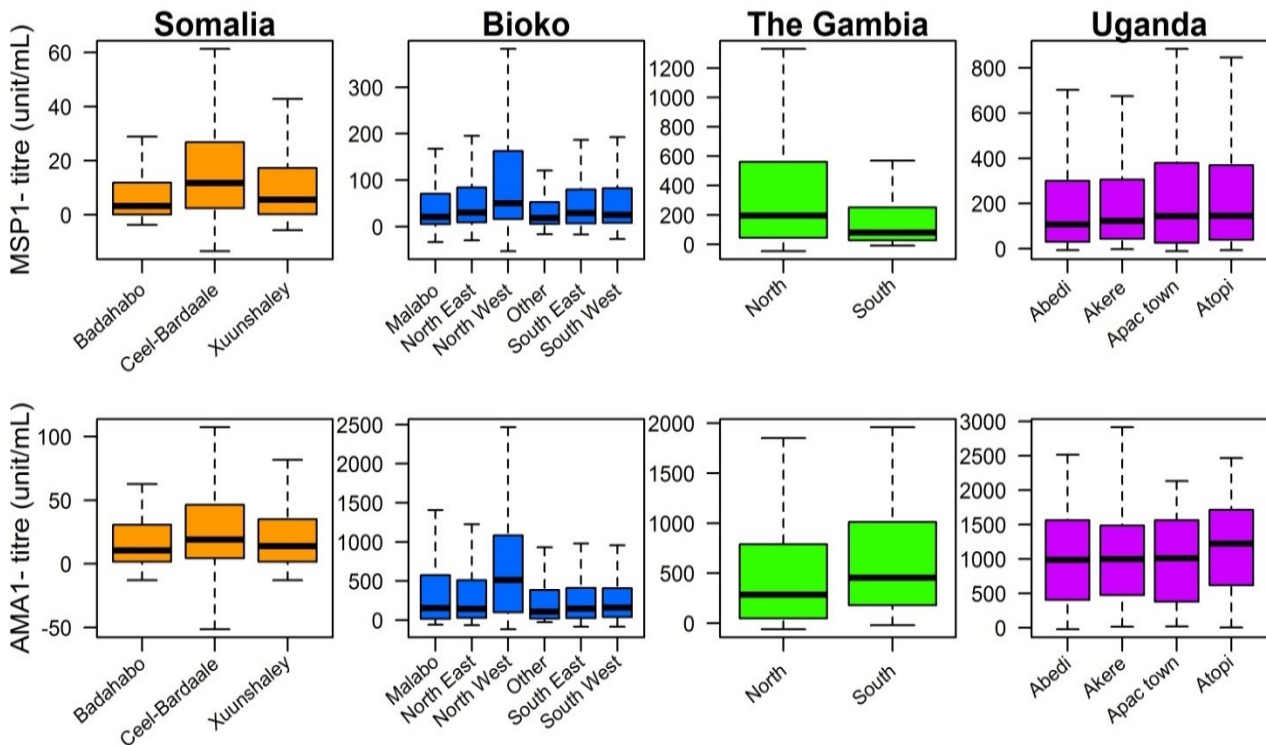 Somalia
Bioko
The Gambia
Uganda
MSP1- titre (unit/mL)
60
40
20
0
Badahabo
Ceel-Bardaale
Xuunshaley
300
200
100
0
Malabo
North East
North West
Other
South East
South West
1200
1000
800
600
400
200
0
North
South
800
600
400
200
0
Abedi
Akere
Apac town
Atopi
AMA1- titre (unit/mL)
100
50
0
-50
Badahabo
Ceel-Bardaale
Xuunshaley
2500
2000
1500
1000
500
0
Malabo
North East
North West
Other
South East
South West
2000
1500
1000
500
0
North
South
3000
2500
2000
1500
1000
500
0
Abedi
Akere
Apac town
Atopi